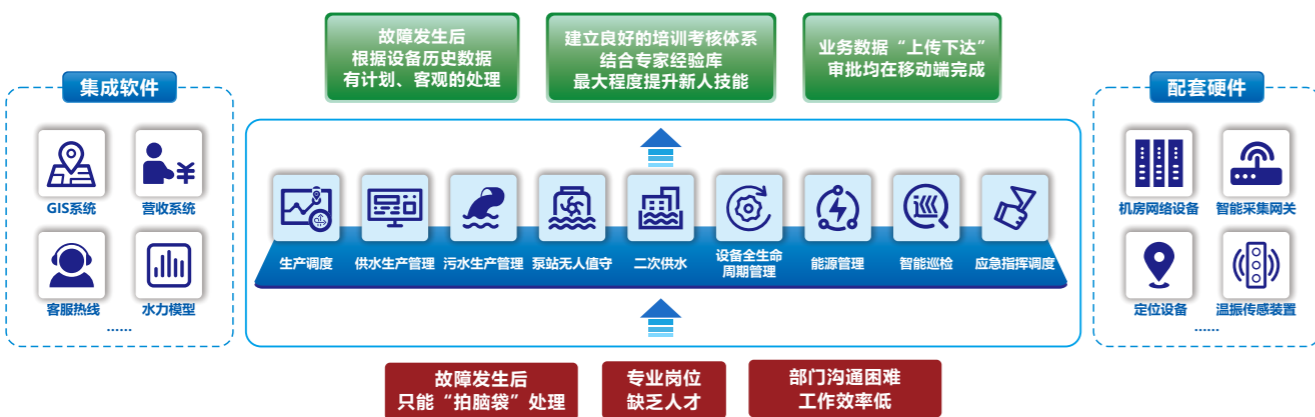 故障发生后
根据设备历史数据
有计划、客观的处理
建立良好的培训考核体系
结合专家经验库
最大程度提升新人技能
业务数据“上传下达”
审批均在移动端完成
集成软件
GIS系统
营收系统
客服热线
水力模型
......
生产调度
供水生产管理
污水生产管理
泵站无人值守
二次供水
设备全生命
周期管理
能源管理
巡
智能巡检
应急指挥调度
配套硬件
机房网络设备
智能采集网关
定位设备
温振传感装置
......
故障发生后
只能“拍脑袋”处理
专业岗位
缺乏人才
部门沟通困难
工作效率低